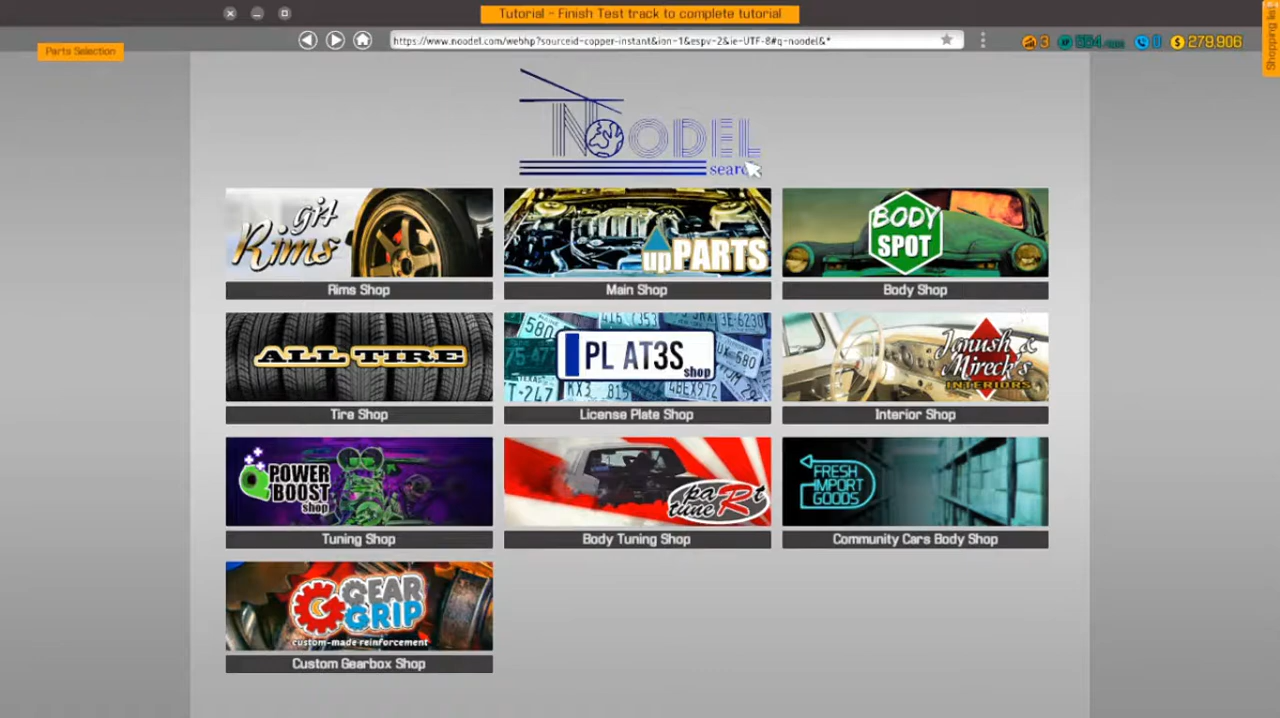 Tutorial - Finish Test track to complete tutorial
https://www.noodel.com/webhp?sourceid-copper-instant&ion-1&espv-2&ie-UTF-8#q-noodel&*
Parts Selection
3
0
279,906
Shopping list
NOODEL
git Rims
Rims Shop
upPARTS
Main Shop
BODY SPOT
Body Shop
ALL TIRE
Tire Shop
PL AT3S shop
License Plate Shop
Janush & Mireck's INTERIORS
Interior Shop
POWER BOOST shop
Tuning Shop
paRt tuner
Body Tuning Shop
FRESH IMPORT GOODS
Community Cars Body Shop
GEAR GRIP
custom-made reinforcement
Custom Gearbox Shop